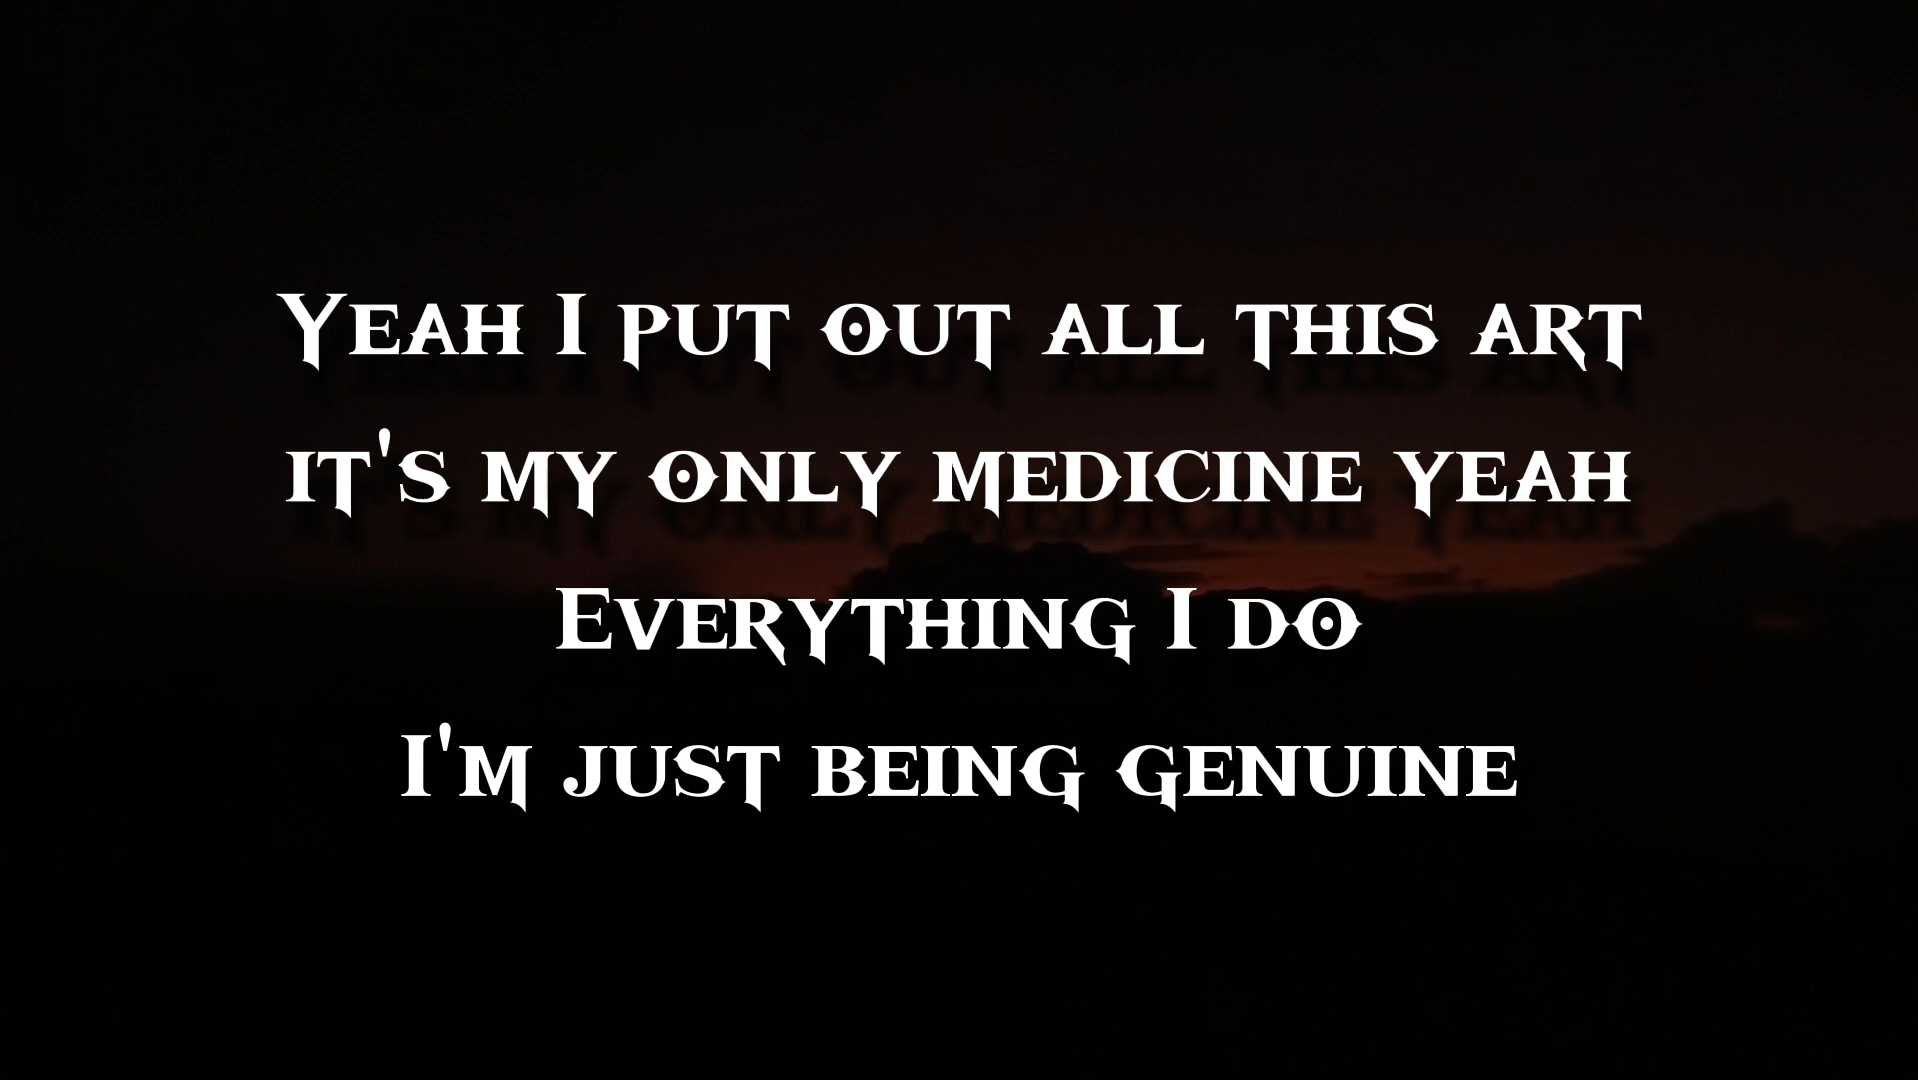 Yeah I put out all this art
it's my only medicine yeah
Everything I do
I'm just being genuine